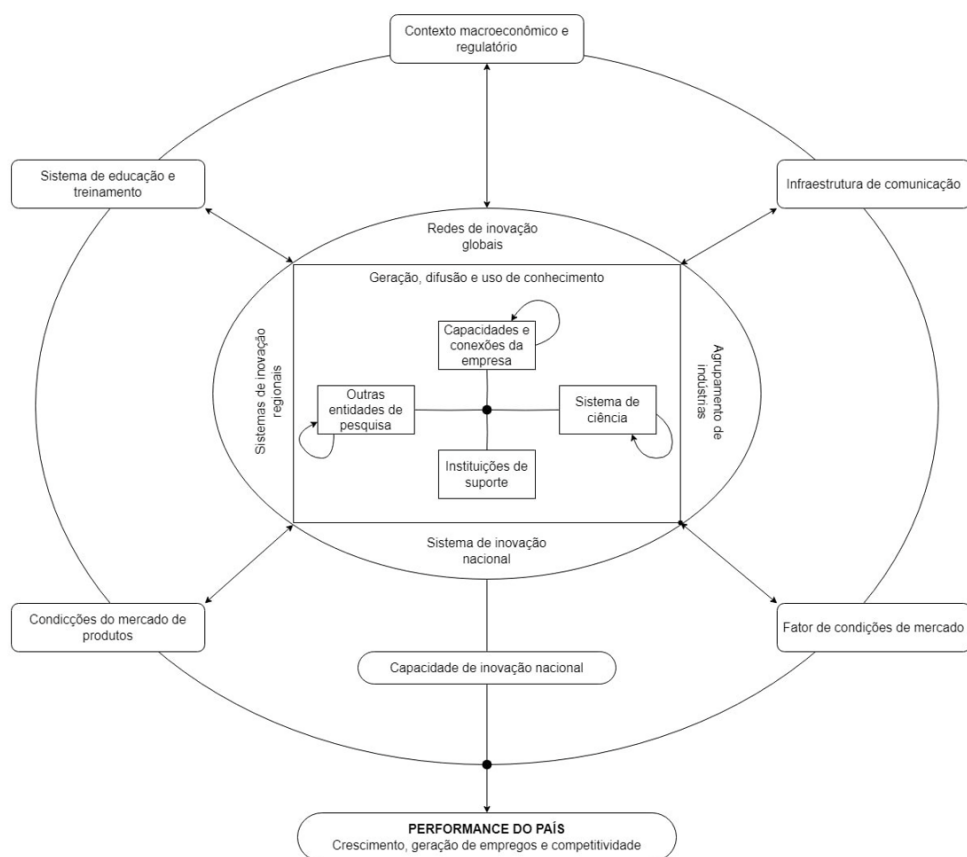 Contexto macroeconômico e
regulatório
Sistema de educação e
treinamento
Infraestrutura de comunicação
Redes de inovação
globais
Geração, difusão e uso de conhecimento
Capacidades e
conexões da
empresa
Sistemas de inovação
regionais
Outras
entidades de
pesquisa
Sistema de
ciência
Agrupamento de
indústrias
Instituições de
suporte
Sistema de inovação
nacional
Condicções do mercado de
produtos
Fator de condições de mercado
Capacidade de inovação nacional
PERFORMANCE DO PAÍS
Crescimento, geração de empregos e competitividade